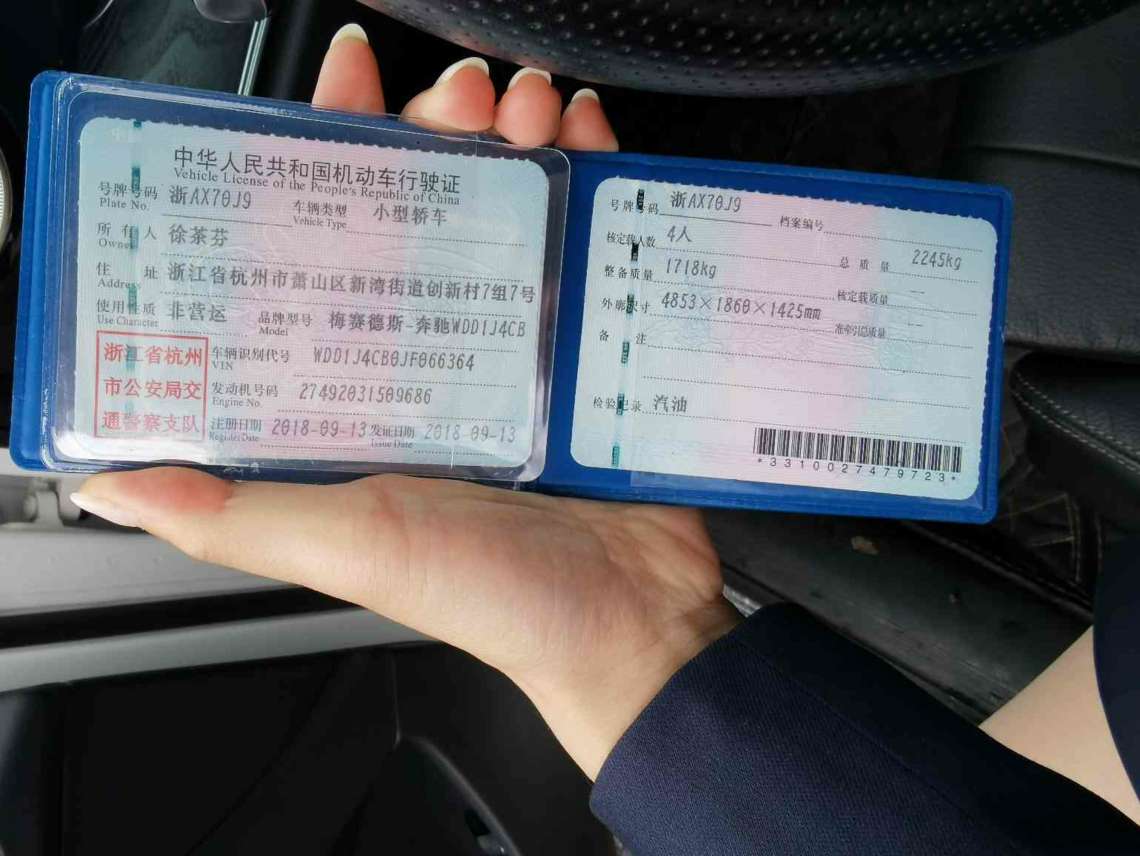 中华人民共和国机动车行驶证
Vehicle License of the People's Republic of China
号牌号码 浙AX70J9 车辆类型 小型轿车
Plate No. Vehicle Type
所有人 徐茶芬
Owner
住址 浙江省杭州市萧山区新湾街道创新村7组7号
Address
使用性质 非营运 品牌型号 梅赛德斯-奔驰WDD1J4CB
Use Character Model
浙江省杭州
市公安局交
通警察支队
车辆识别代号 WDD1J4CB0JF066364
VIN
发动机号码 27492031509686
Engine No.
注册日期 2018-09-13 发证日期 2018-09-13
Register Date Issue Date
号牌号码 浙AX70J9 档案编号
核定载人数 4人 总质量 2245kg
整备质量 1718kg 核定载质量 --
外廓尺寸 4853×1860×1425mm 准牵引总质量 --
备注
检验记录 汽油
*3310027479723*